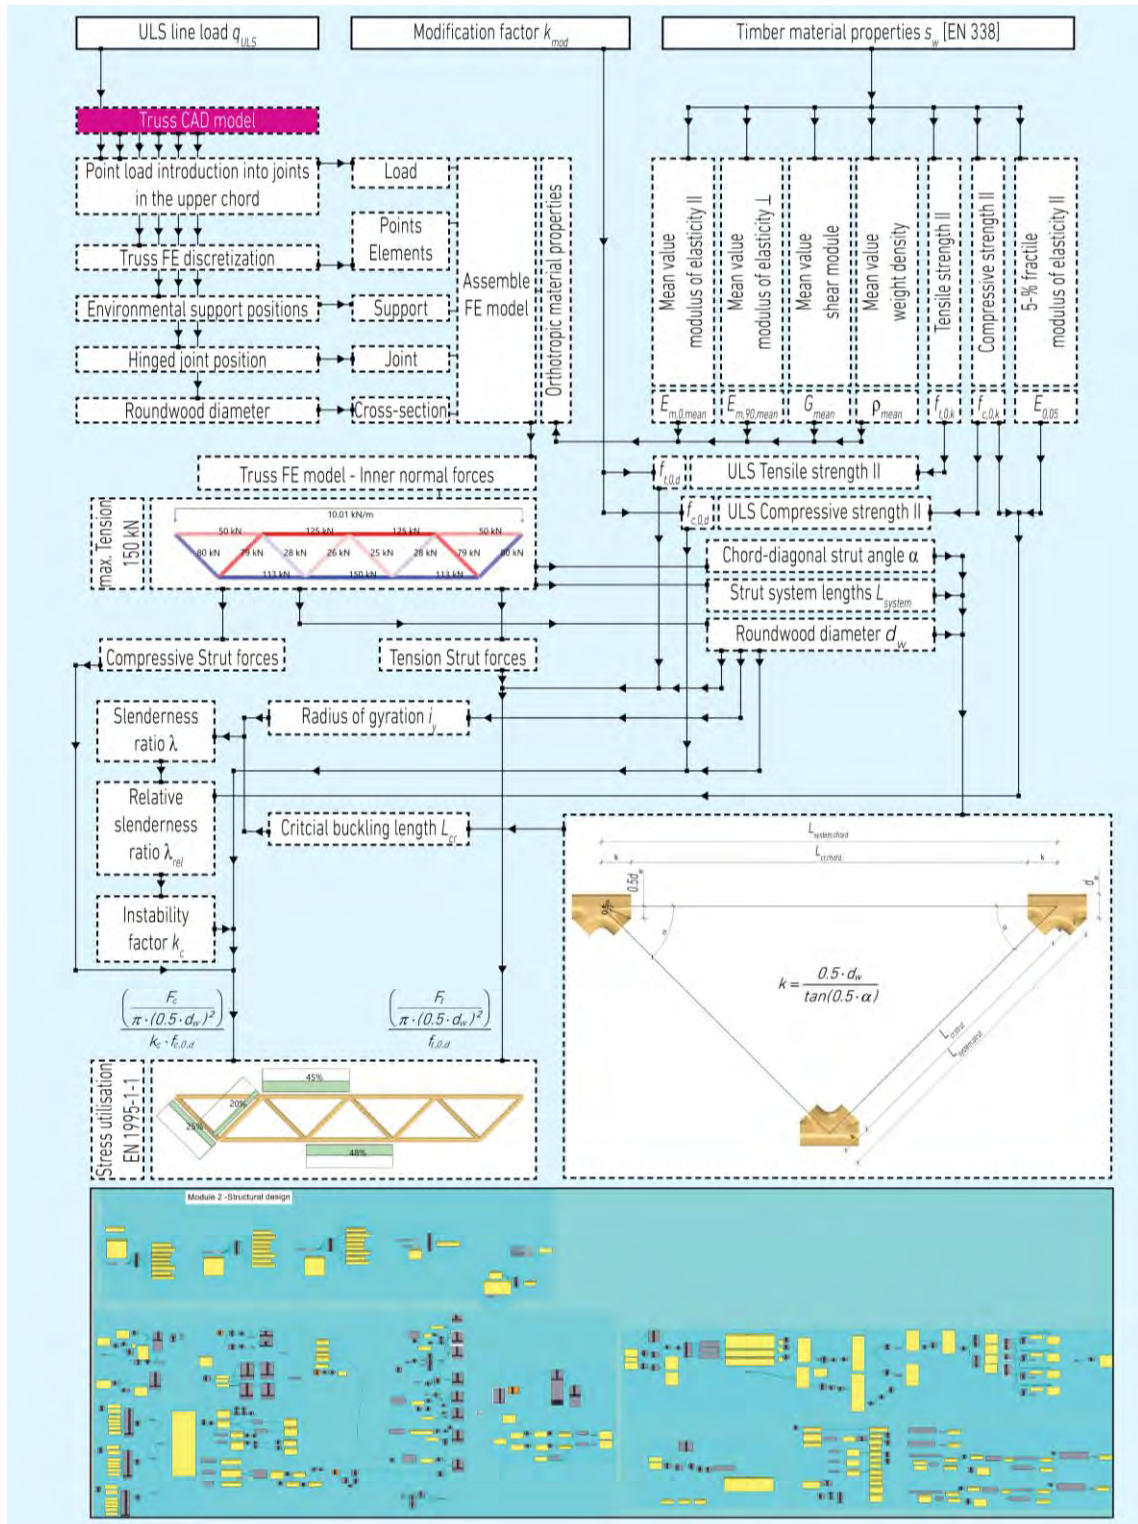 ULS line load q_ULS
Modification factor k_mod
Timber material properties s_w [EN 338]
Truss CAD model
Point load introduction into joints
in the upper chord
Load
Truss FE discretization
Points
Elements
Environmental support positions
Support
Hinged joint position
Joint
Roundwood diameter
Cross-section
Assemble
FE model
Orthotropic material properties
Mean value
modulus of elasticity ||
Mean value
modulus of elasticity ⊥
Mean value
shear module
Mean value
weight density
Tensile strength ||
Compressive strength ||
5-% fractile
modulus of elasticity ||
E_m,0,mean
E_m,90,mean
G_mean
ρ_mean
f_t,0,k
f_c,0,k
E_0,05
Truss FE model - Inner normal forces
f_t,0,d
ULS Tensile strength ||
f_c,0,d
ULS Compressive strength ||
max. Tension
150 kN
10.01 kN/m
50 kN
125 kN
125 kN
50 kN
80 kN
79 kN
28 kN
26 kN
25 kN
28 kN
79 kN
80 kN
113 kN
150 kN
113 kN
Chord-diagonal strut angle α
Strut system lengths L_system
Roundwood diameter d_w
Compressive Strut forces
Tension Strut forces
Slenderness
ratio λ
Radius of gyration i_y
Relative
slenderness
ratio λ_rel
Critcial buckling length L_cr
Instability
factor k_c
L_system,chord
L_cr,chord
k
k
0.5d_w
d_w
α
α
k = 0.5·d_w / tan(0.5·α)
L_cr,strut
L_system,strut
(F_c / π·(0.5·d_w)²) / k_c·f_c,0,d
(F_t / π·(0.5·d_w)²) / f_t,0,d
Stress utilisation
EN 1995-1-1
45%
20%
25%
48%
Module 2 -Structural design